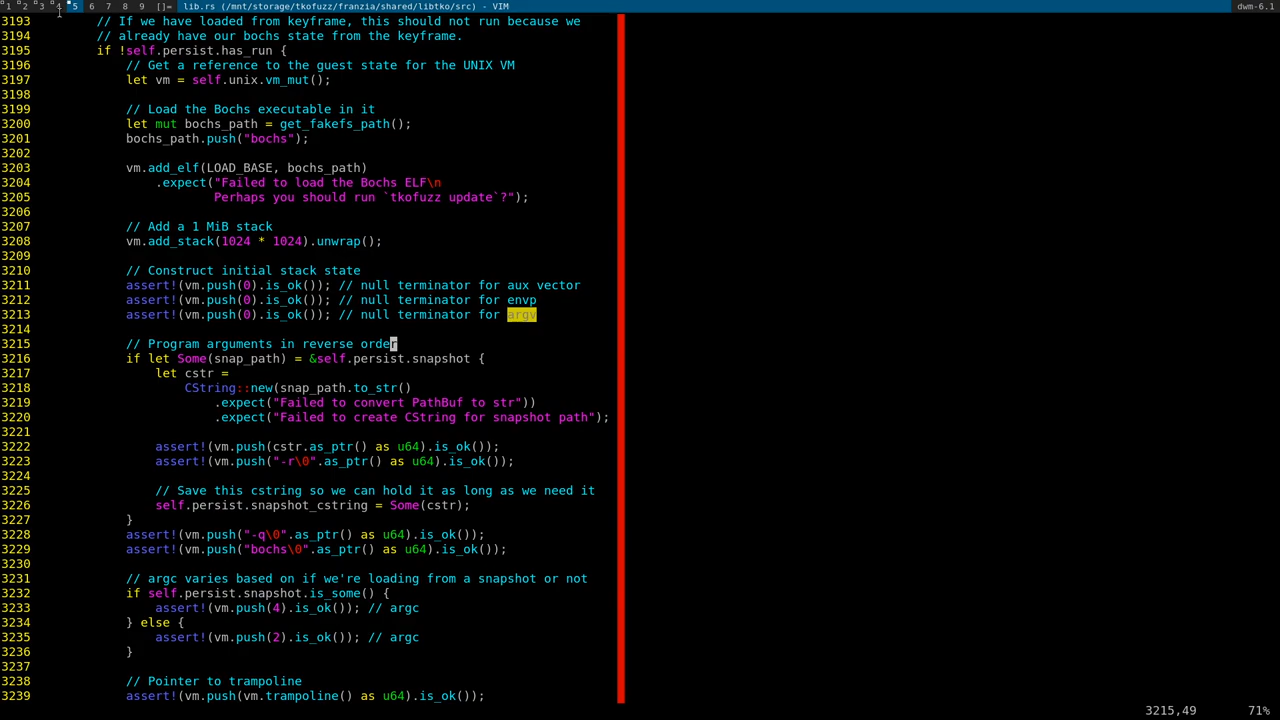 1 2 3 4 5 6 7 8 9 []= lib.rs (/mnt/storage/tkofuzz/franzia/shared/libtko/src) - VIM dwm-6.1
3193         // If we have loaded from keyframe, this should not run because we
3194         // already have our bochs state from the keyframe.
3195         if !self.persist.has_run {
3196             // Get a reference to the guest state for the UNIX VM
3197             let vm = self.unix.vm_mut();
3198
3199             // Load the Bochs executable in it
3200             let mut bochs_path = get_fakefs_path();
3201             bochs_path.push("bochs");
3202
3203             vm.add_elf(LOAD_BASE, bochs_path)
3204                 .expect("Failed to load the Bochs ELF\n
3205                         Perhaps you should run `tkofuzz update`?");
3206
3207             // Add a 1 MiB stack
3208             vm.add_stack(1024 * 1024).unwrap();
3209
3210             // Construct initial stack state
3211             assert!(vm.push(0).is_ok()); // null terminator for aux vector
3212             assert!(vm.push(0).is_ok()); // null terminator for envp
3213             assert!(vm.push(0).is_ok()); // null terminator for argv
3214
3215             // Program arguments in reverse order
3216             if let Some(snap_path) = &self.persist.snapshot {
3217                 let cstr =
3218                     CString::new(snap_path.to_str()
3219                         .expect("Failed to convert PathBuf to str"))
3220                         .expect("Failed to create CString for snapshot path");
3221
3222                 assert!(vm.push(cstr.as_ptr() as u64).is_ok());
3223                 assert!(vm.push("-r\0".as_ptr() as u64).is_ok());
3224
3225                 // Save this cstring so we can hold it as long as we need it
3226                 self.persist.snapshot_cstring = Some(cstr);
3227             }
3228             assert!(vm.push("-q\0".as_ptr() as u64).is_ok());
3229             assert!(vm.push("bochs\0".as_ptr() as u64).is_ok());
3230
3231             // argc varies based on if we're loading from a snapshot or not
3232             if self.persist.snapshot.is_some() {
3233                 assert!(vm.push(4).is_ok()); // argc
3234             } else {
3235                 assert!(vm.push(2).is_ok()); // argc
3236             }
3237
3238             // Pointer to trampoline
3239             assert!(vm.push(vm.trampoline() as u64).is_ok());
3215,49 71%